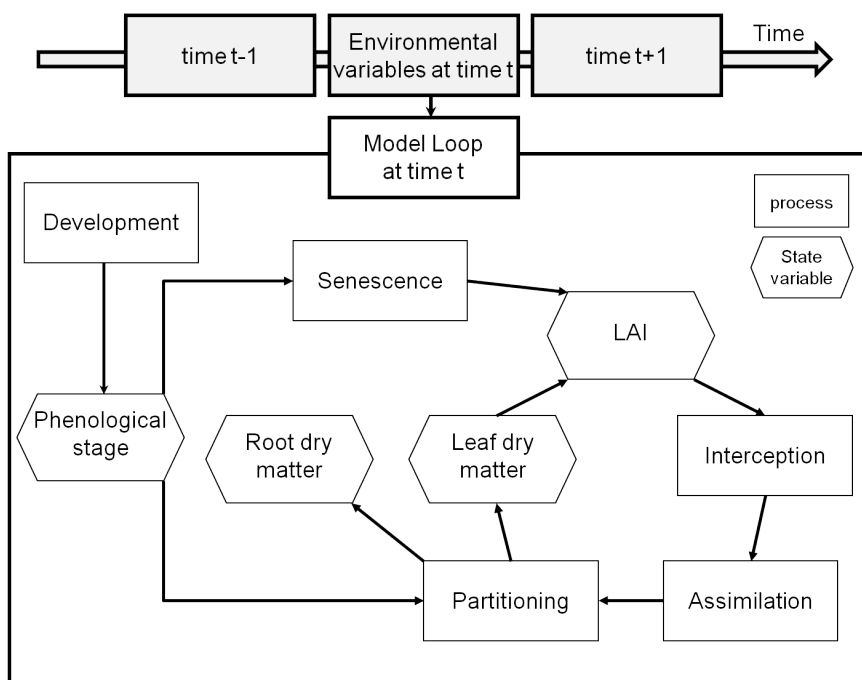 time t-1
Environmental
variables at time t
time t+1
Time
Model Loop
at time t
Development
process
State
variable
Senescence
LAI
Phenological
stage
Root dry
matter
Leaf dry
matter
Interception
Partitioning
Assimilation